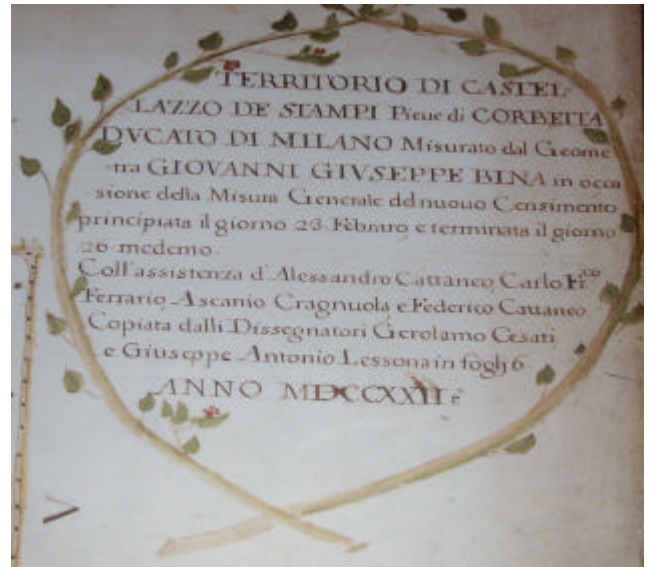 TERRITORIO DI CASTEL-
LAZZO DE STAMPI Pieue di CORBETTA
DVCATO DI MILANO Misurato dal Geome
tra GIOVANNI GIVSEPPE BINA in occa
sione della Misura Generale del nuouo Censimento
principiata il giorno 23 Febraro e terminata il giorno
26 medemo
Coll'assistenza d'Alessandro Cattaneo, Carlo Fr.co
Ferrario, Ascanio Cragnuola e Federico Cattaneo
Copiata dalli Dissegnatori Gerolamo Cesati
e Giuseppe Antonio Lessona in foglj 6
ANNO MDCCXXII